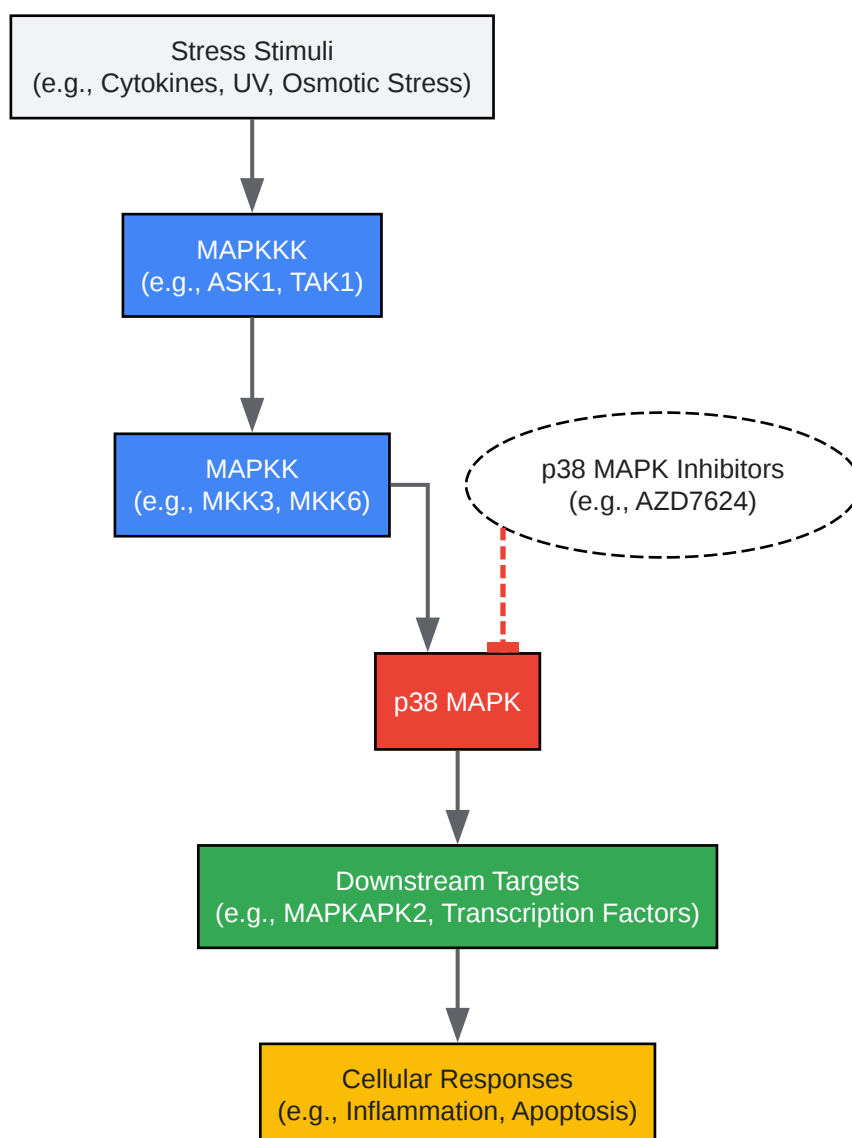 Stress Stimuli
(e.g., Cytokines, UV, Osmotic Stress)
MAPKKK
(e.g., ASK1, TAK1)
MAPKK
(e.g., MKK3, MKK6)
p38 MAPK Inhibitors
(e.g., AZD7624)
p38 MAPK
Downstream Targets
(e.g., MAPKAPK2, Transcription Factors)
Cellular Responses
(e.g., Inflammation, Apoptosis)